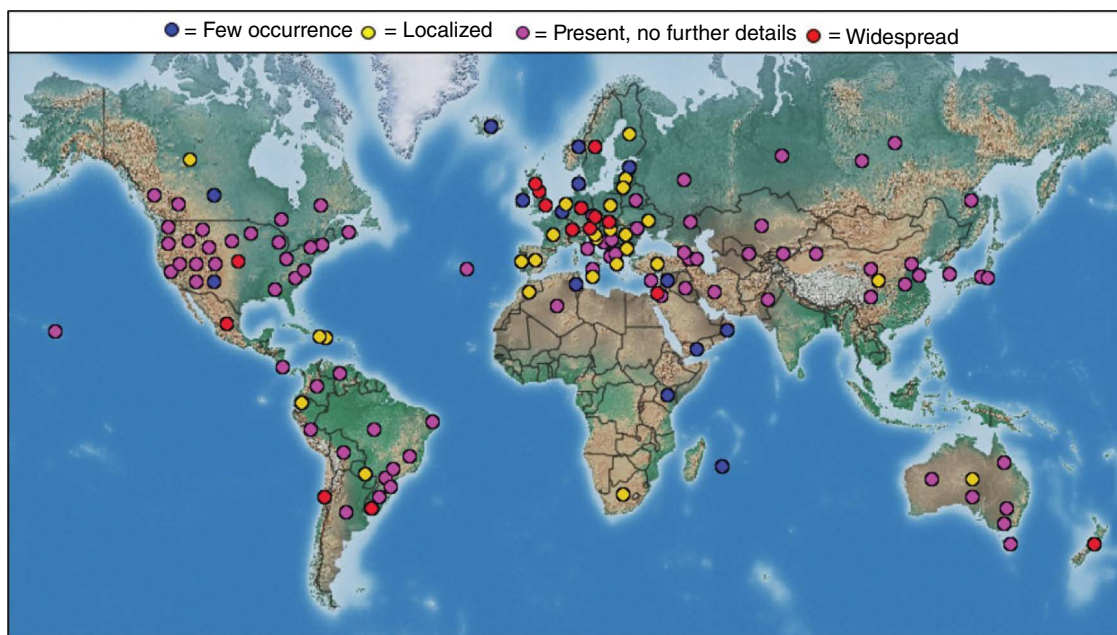 = Few occurrence = Localized = Present, no further details = Widespread